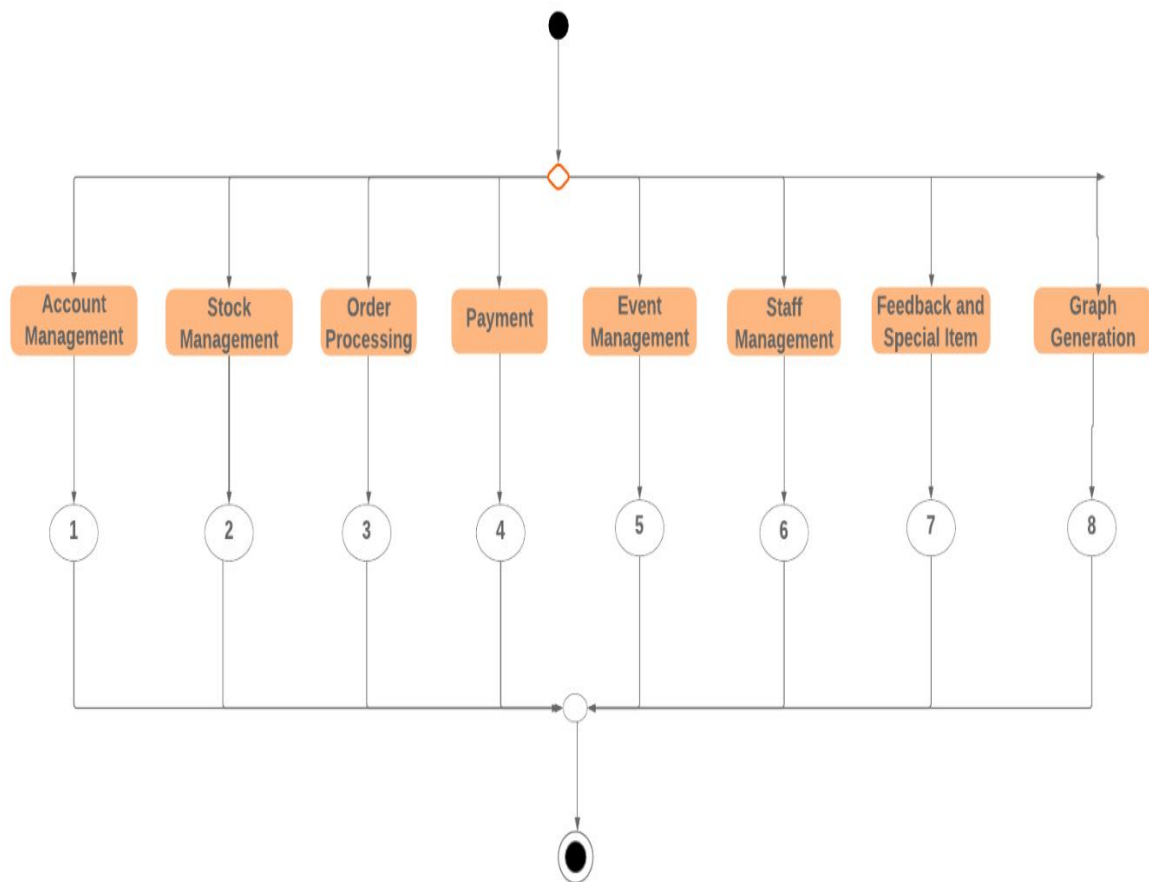 Account
Management
Stock
Management
Order
Processing
Payment
Event
Management
Staff
Management
Feedback and
Special Item
Graph
Generation
1
2
3
4
5
6
7
8